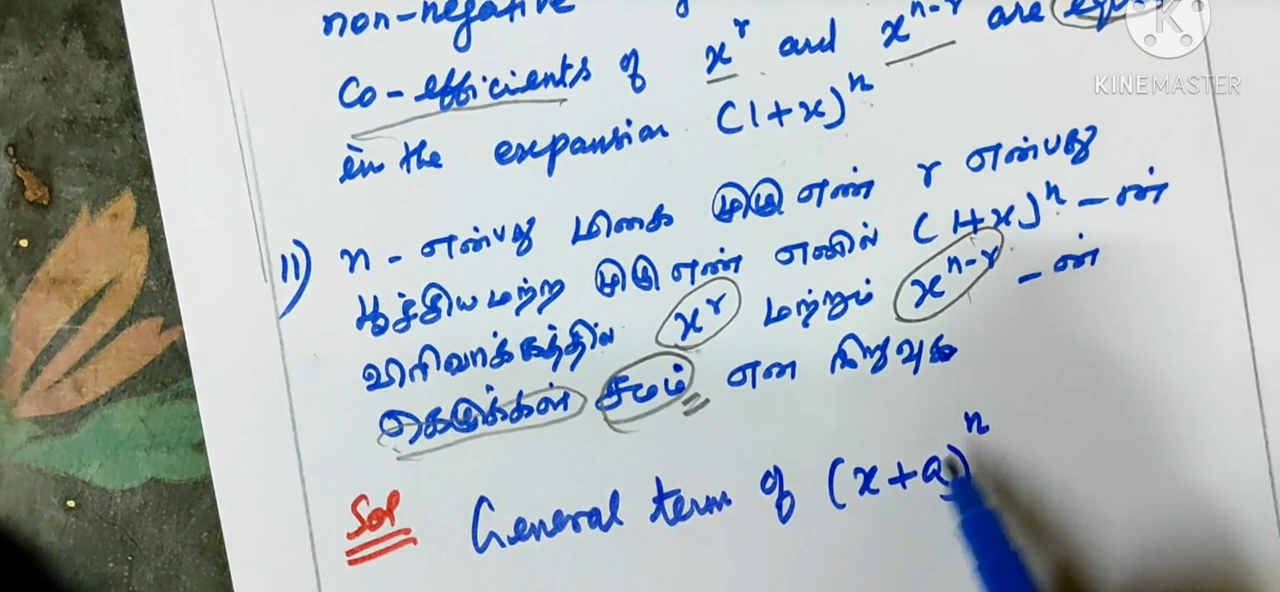 non-negative
Co-efficients of x^r and x^n-r are
in the expansion (1+x)^n
11) n - என்பது மிகை முழு எண் r என்பது
பூச்சியமற்ற முழு எண் எனில் (1+x)^n - ன்
விரிவாக்கத்தில் x^r மற்றும் x^n-r - ன்
கெழுக்கள் சமம் என நிறுவுக
Sol General term of (x+a)^n
K
KINEMASTER